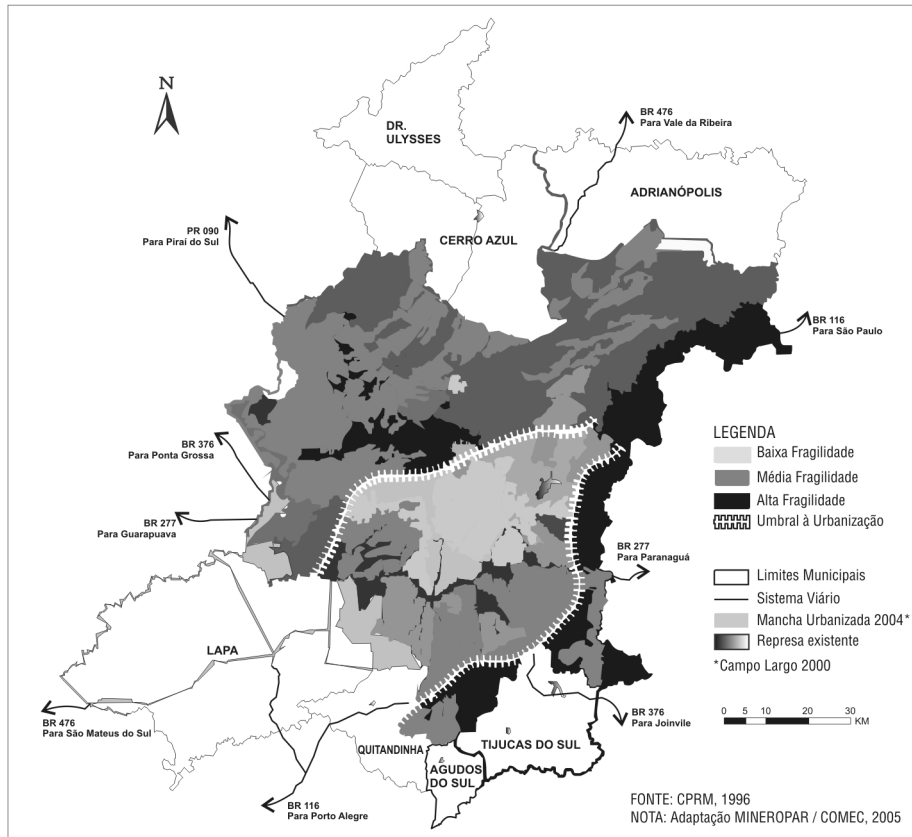 N
BR 476
Para Vale da Ribeira
DR.
ULYSSES
ADRIANÓPOLIS
PR 090
Para Piraí do Sul
CERRO AZUL
BR 116
Para São Paulo
BR 376
Para Ponta Grossa
BR 277
Para Guarapuava
LEGENDA
Baixa Fragilidade
Média Fragilidade
Alta Fragilidade
Umbral à Urbanização
BR 277
Para Paranaguá
Limites Municipais
Sistema Viário
Mancha Urbanizada 2004*
Represa existente
*Campo Largo 2000
LAPA
BR 476
Para São Mateus do Sul
BR 376
Para Joinvile
0 5 10 20 30
KM
QUITANDINHA
TIJUCAS DO SUL
AGUDOS
DO SUL
BR 116
Para Porto Alegre
FONTE: CPRM, 1996
NOTA: Adaptação MINEROPAR / COMEC, 2005